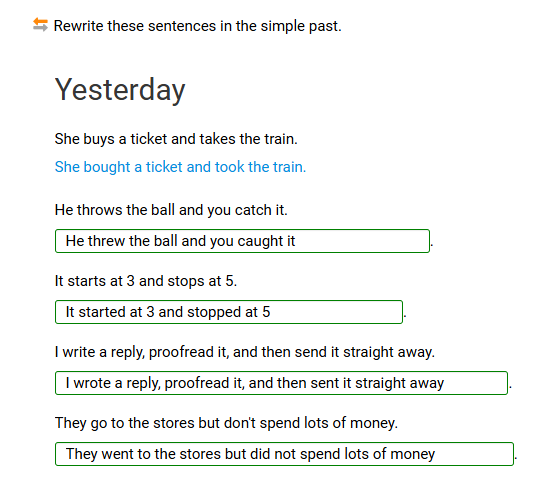 Rewrite these sentences in the simple past.
Yesterday
She buys a ticket and takes the train.
She bought a ticket and took the train.
He throws the ball and you catch it.
He threw the ball and you caught it.
It starts at 3 and stops at 5.
It started at 3 and stopped at 5.
I write a reply, proofread it, and then send it straight away.
I wrote a reply, proofread it, and then sent it straight away.
They go to the stores but don't spend lots of money.
They went to the stores but did not spend lots of money.